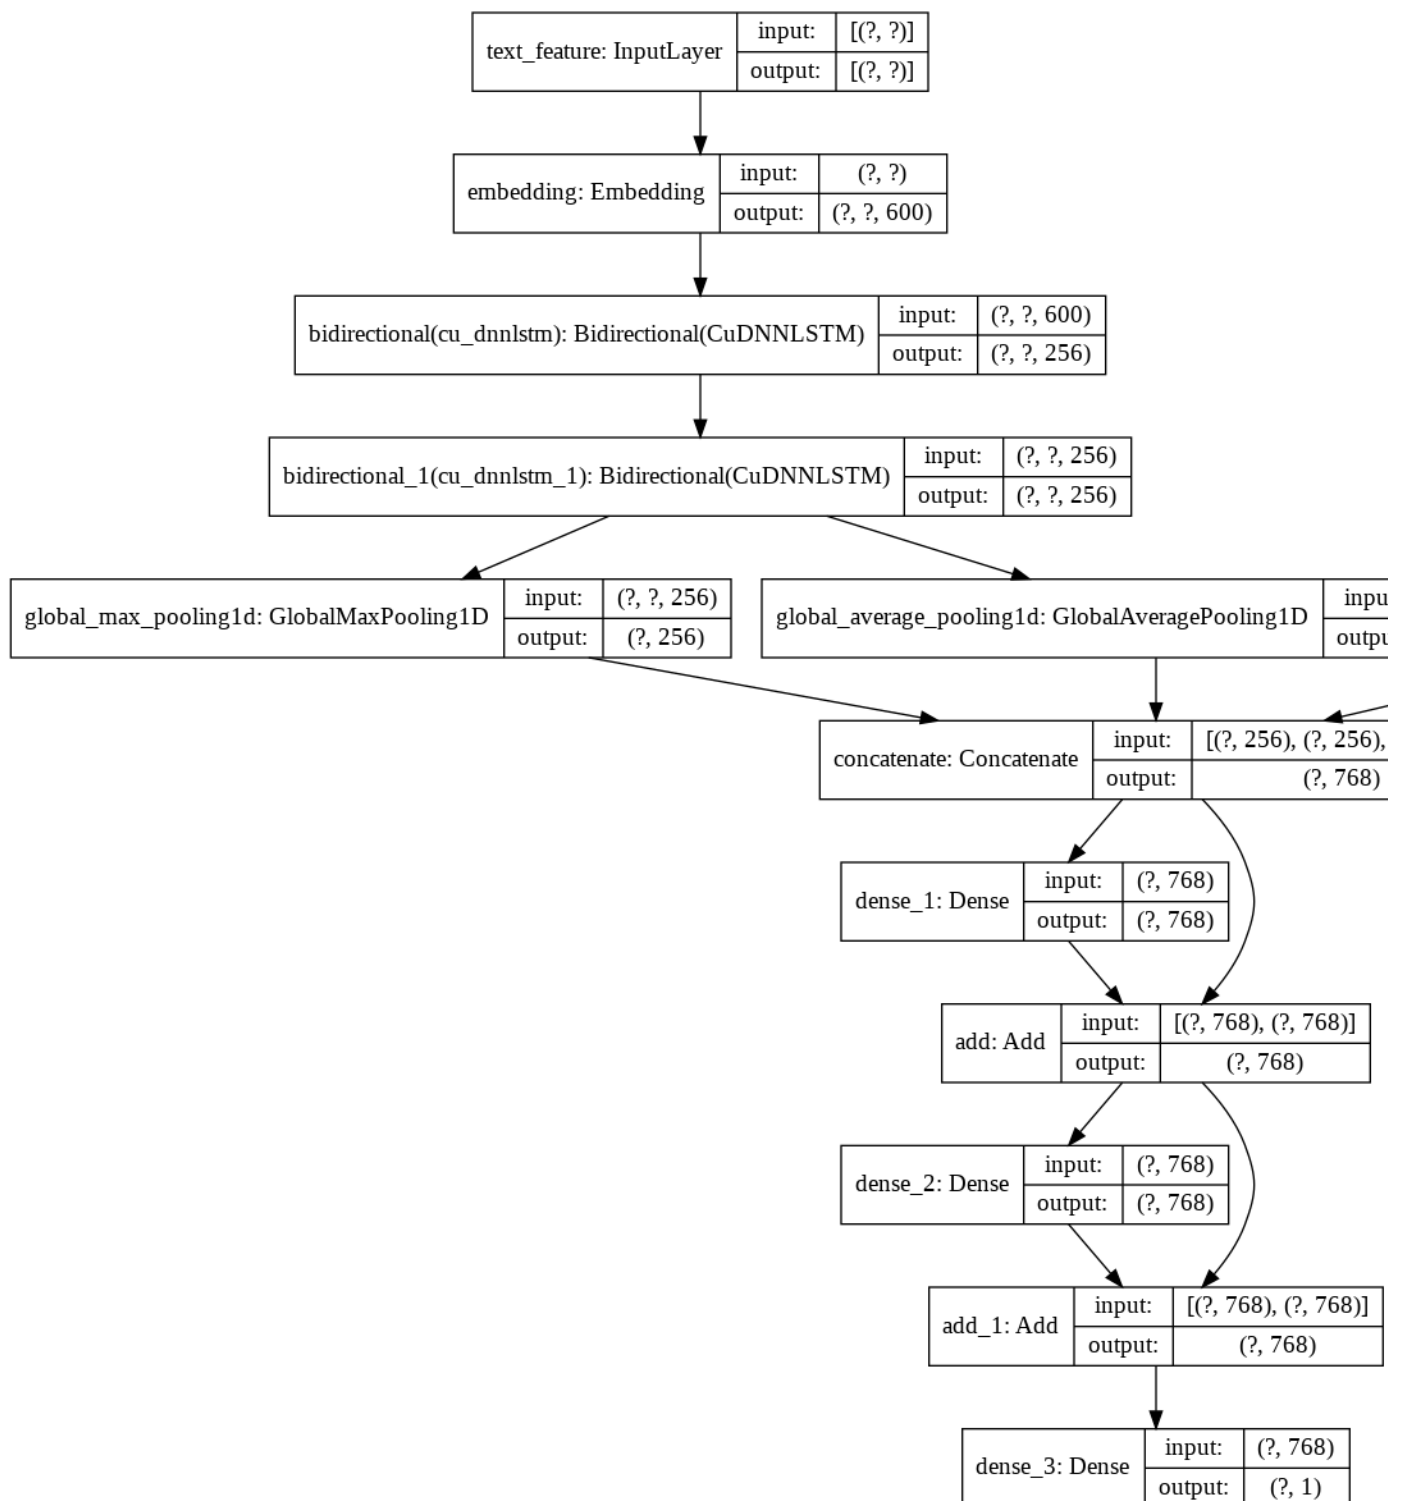 text_feature: InputLayer
input:
[(?, ?)]
output:
[(?, ?)]
embedding: Embedding
input:
(?, ?)
output:
(?, ?, 600)
bidirectional(cu_dnnlstm): Bidirectional(CuDNNLSTM)
input:
(?, ?, 600)
output:
(?, ?, 256)
bidirectional_1(cu_dnnlstm_1): Bidirectional(CuDNNLSTM)
input:
(?, ?, 256)
output:
(?, ?, 256)
global_max_pooling1d: GlobalMaxPooling1D
input:
(?, ?, 256)
output:
(?, 256)
global_average_pooling1d: GlobalAveragePooling1D
concatenate: Concatenate
input:
[(?, 256), (?, 256),
output:
(?, 768)
dense_1: Dense
input:
(?, 768)
output:
(?, 768)
add: Add
input:
[(?, 768), (?, 768)]
output:
(?, 768)
dense_2: Dense
input:
(?, 768)
output:
(?, 768)
add_1: Add
input:
[(?, 768), (?, 768)]
output:
(?, 768)
dense_3: Dense
input:
(?, 768)
output:
(?, 1)